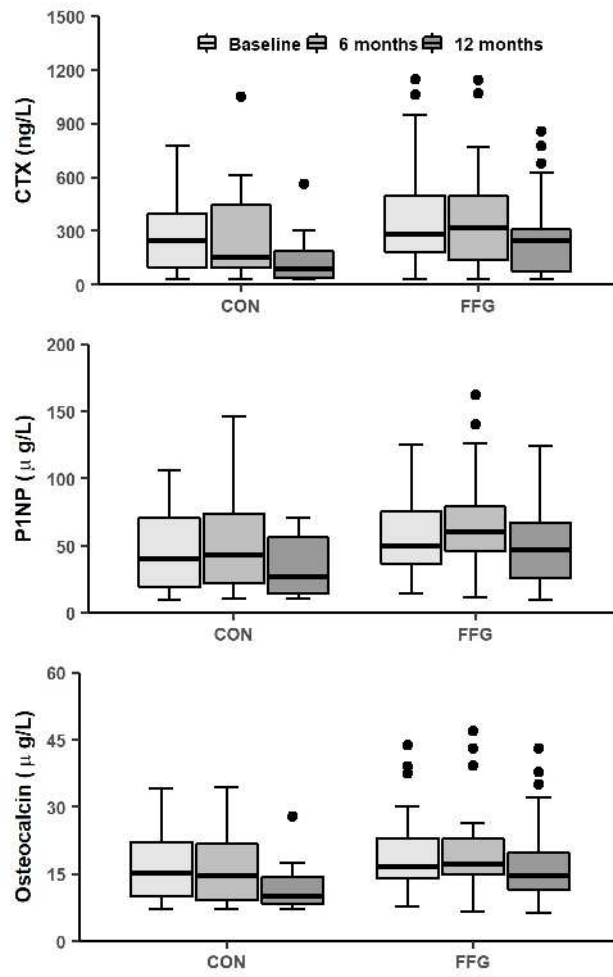 1500
1200
900
600
300
0
CTX (ng/L)
Baseline 6 months 12 months
CON FFG
200
150
100
50
0
P1NP ( μ g/L)
CON FFG
60
45
30
15
0
Osteocalcin ( μ g/L)
CON FFG